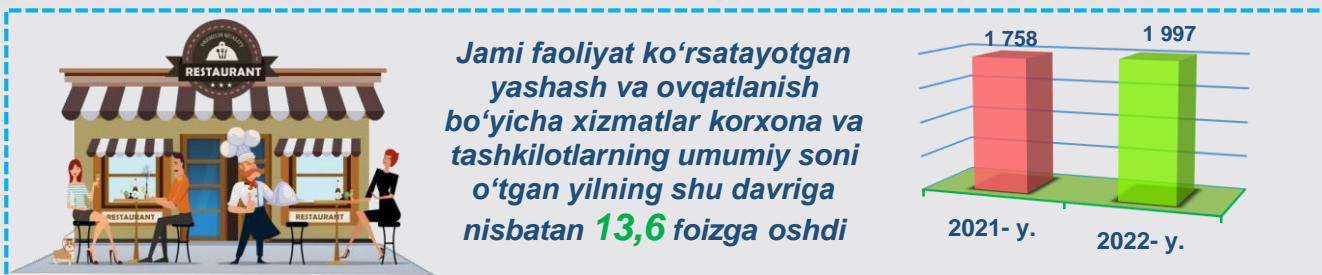 PREMIUM QUALITY
RESTAURANT
RESTAURANT
RESTAURANT
Jami faoliyat ko‘rsatayotgan
yashash va ovqatlanish
bo‘yicha xizmatlar korxona va
tashkilotlarning umumiy soni
o‘tgan yilning shu davriga
nisbatan 13,6 foizga oshdi
1 758
1 997
2021- y.
2022- y.